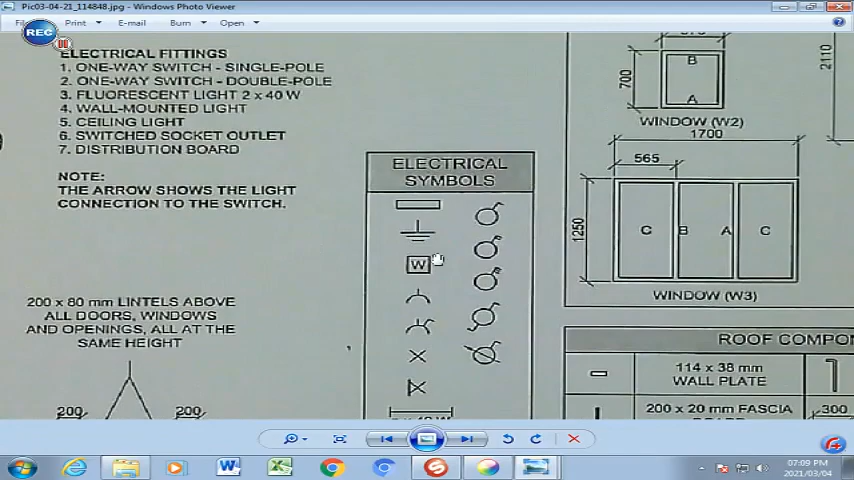 Pic03-04-21_114848.jpg - Windows Photo Viewer
Print
E-mail
Burn
Open
REC
ELECTRICAL FITTINGS
1. ONE-WAY SWITCH - SINGLE-POLE
2. ONE-WAY SWITCH - DOUBLE-POLE
3. FLUORESCENT LIGHT 2 x 40 W
4. WALL-MOUNTED LIGHT
5. CEILING LIGHT
6. SWITCHED SOCKET OUTLET
7. DISTRIBUTION BOARD
NOTE:
THE ARROW SHOWS THE LIGHT
CONNECTION TO THE SWITCH.
200 x 80 mm LINTELS ABOVE
ALL DOORS, WINDOWS
AND OPENINGS, ALL AT THE
SAME HEIGHT
200
200
ELECTRICAL
SYMBOLS
W
700
B
A
2110
WINDOW (W2)
1700
565
1250
C
B
A
C
WINDOW (W3)
ROOF
114 x 38 mm
WALL PLATE
200 x 20 mm FASCIA
300
07:09 PM
2021/03/04